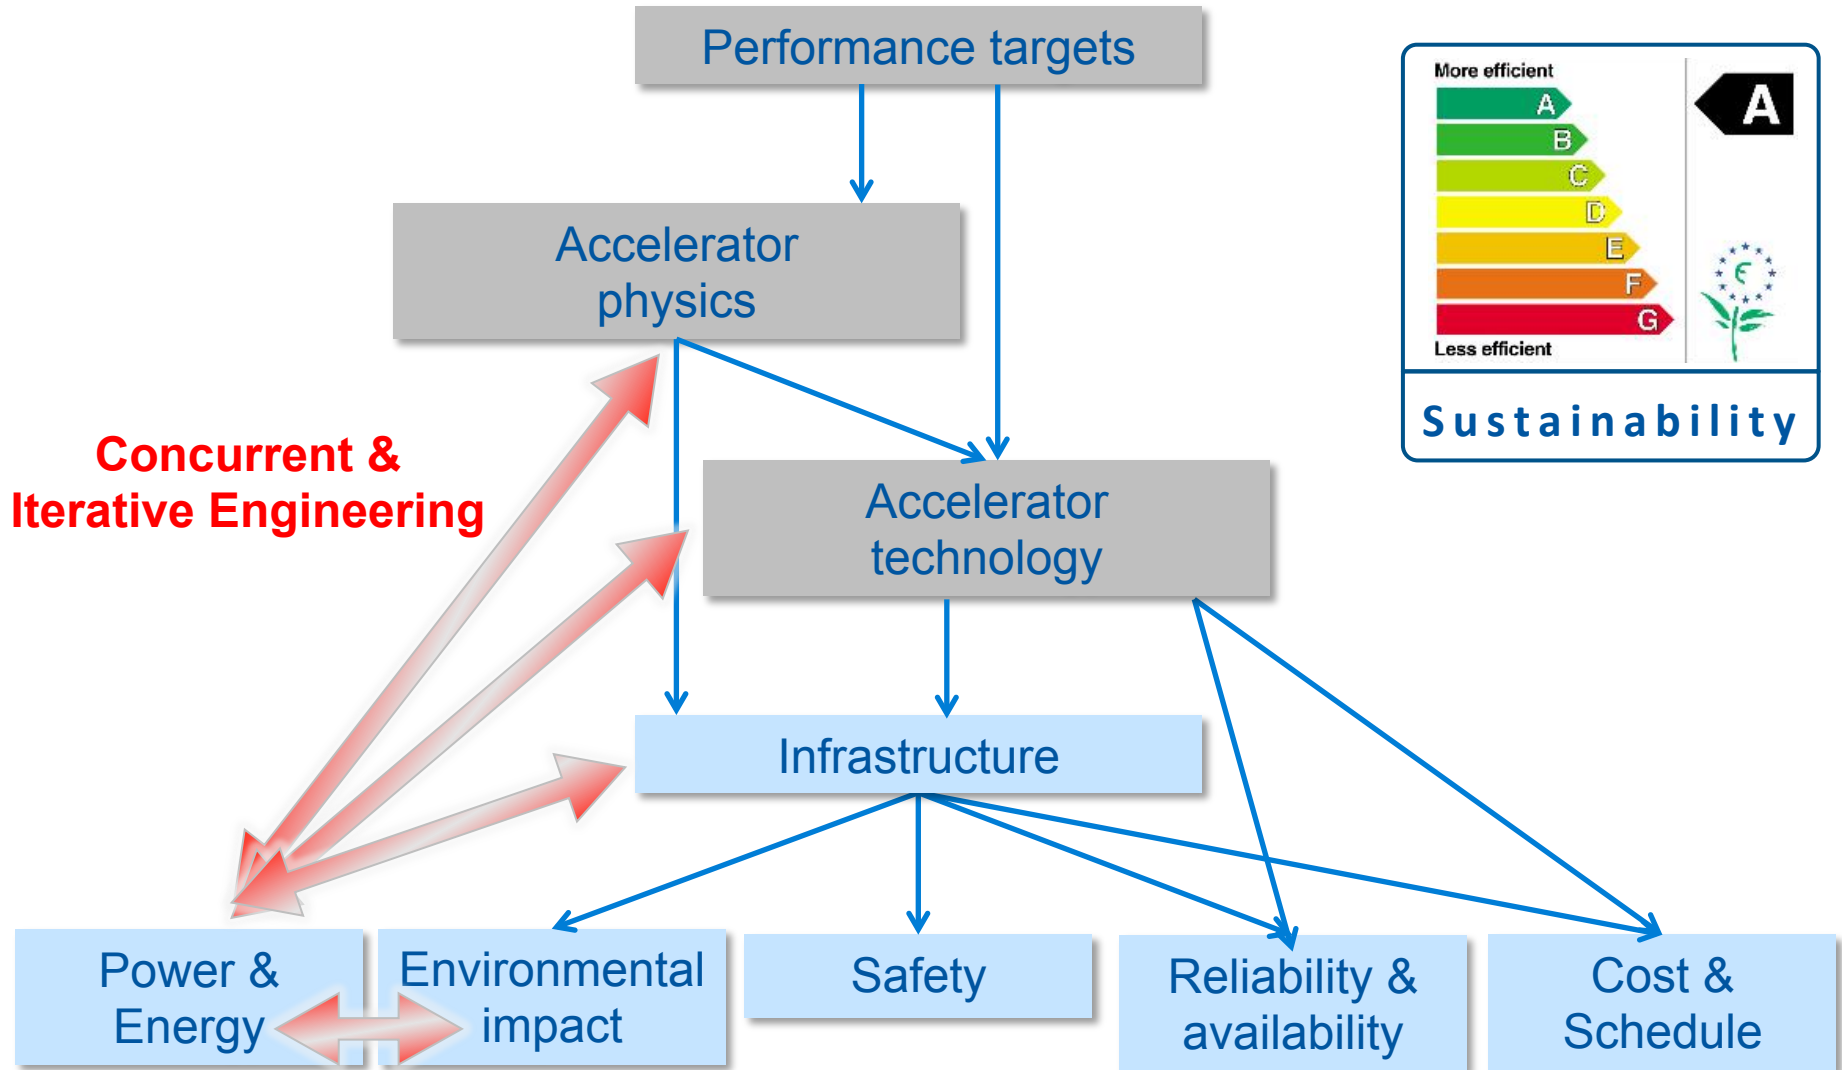 Performance targets
More efficient
A
A
B
C
D
E
F
G
Less efficient
Sustainability
Accelerator
physics
Concurrent &
Iterative Engineering
Accelerator
technology
Infrastructure
Power &
Energy
Environmental
impact
Safety
Reliability &
availability
Cost &
Schedule